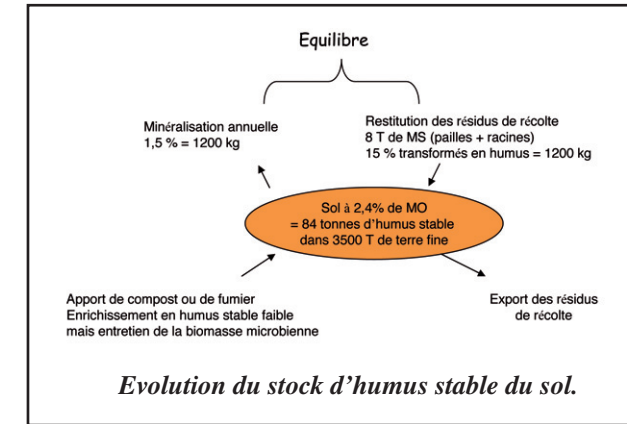 Equilibre
Minéralisation annuelle
1,5 % = 1200 kg
Restitution des résidus de récolte
8 T de MS (pailles + racines)
15 % transformés en humus = 1200 kg
Sol à 2,4% de MO
= 84 tonnes d'humus stable
dans 3500 T de terre fine
Apport de compost ou de fumier
Enrichissement en humus stable faible
mais entretien de la biomasse microbienne
Export des résidus
de récolte
Evolution du stock d'humus stable du sol.